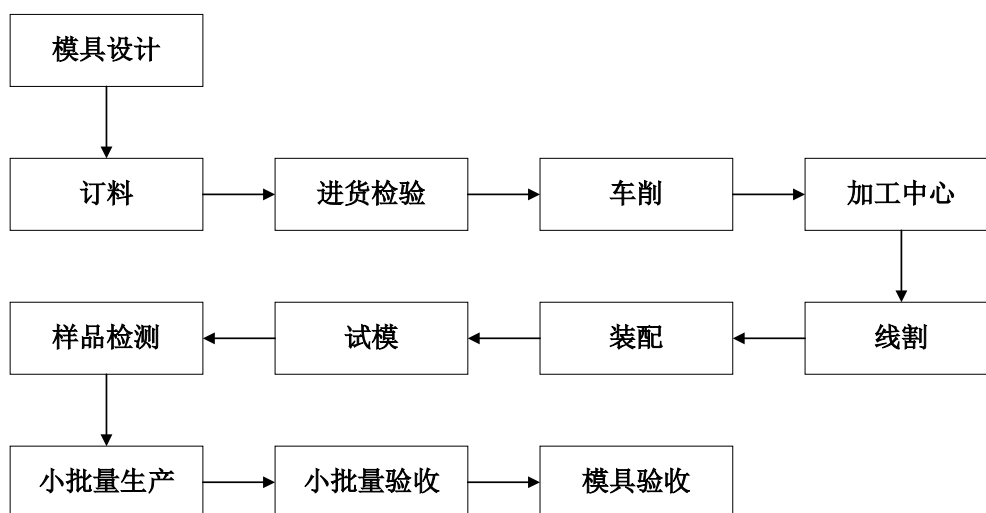 模具设计
订料
进货检验
车削
加工中心
线割
装配
试模
样品检测
小批量生产
小批量验收
模具验收